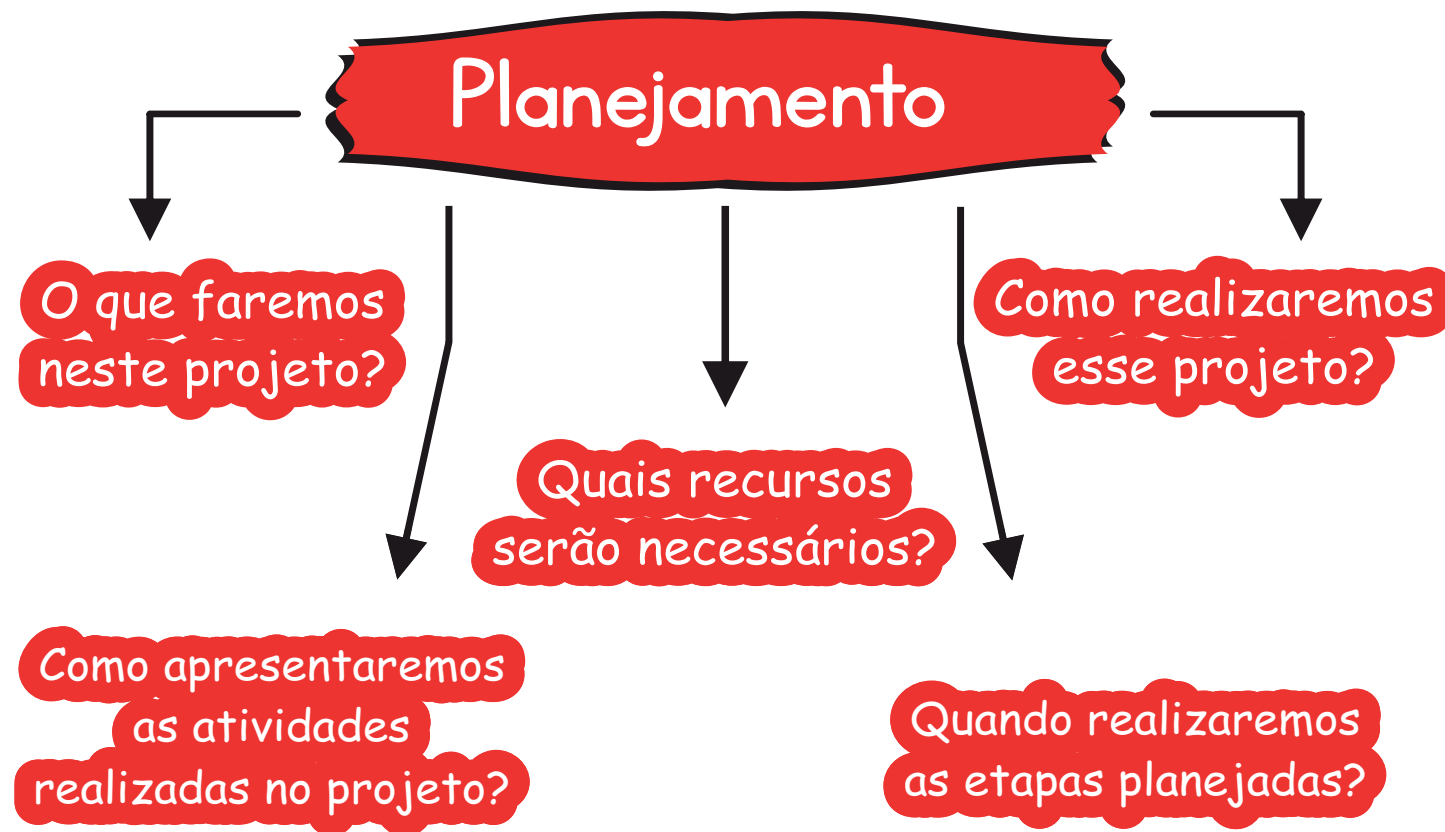 Planejamento
O que faremos
neste projeto?
Como realizaremos
esse projeto?
Quais recursos
serão necessários?
Como apresentaremos
as atividades
realizadas no projeto?
Quando realizaremos
as etapas planejadas?